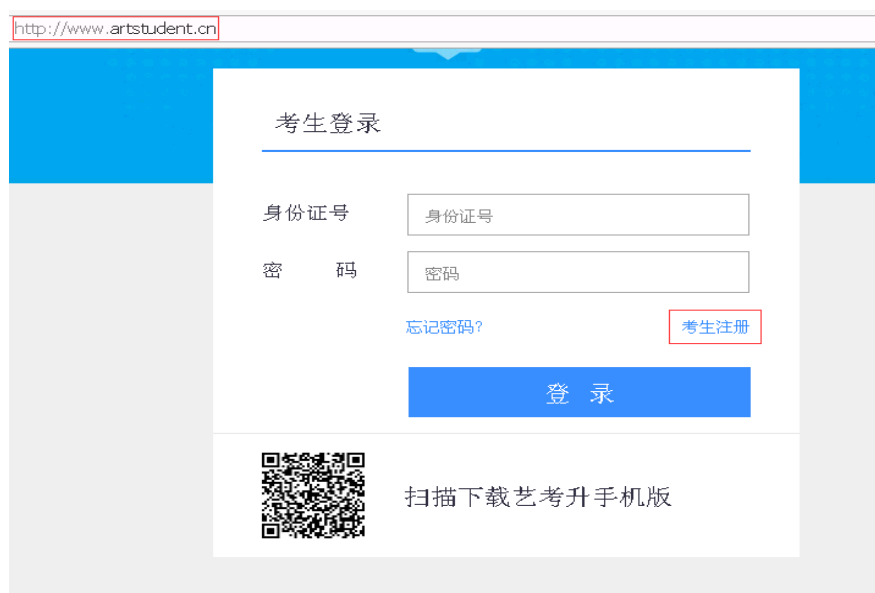 http://www.artstudent.cn
考生登录
身份证号 身份证号
密 码 密码
忘记密码? 考生注册
登 录
扫描下载艺考升手机版